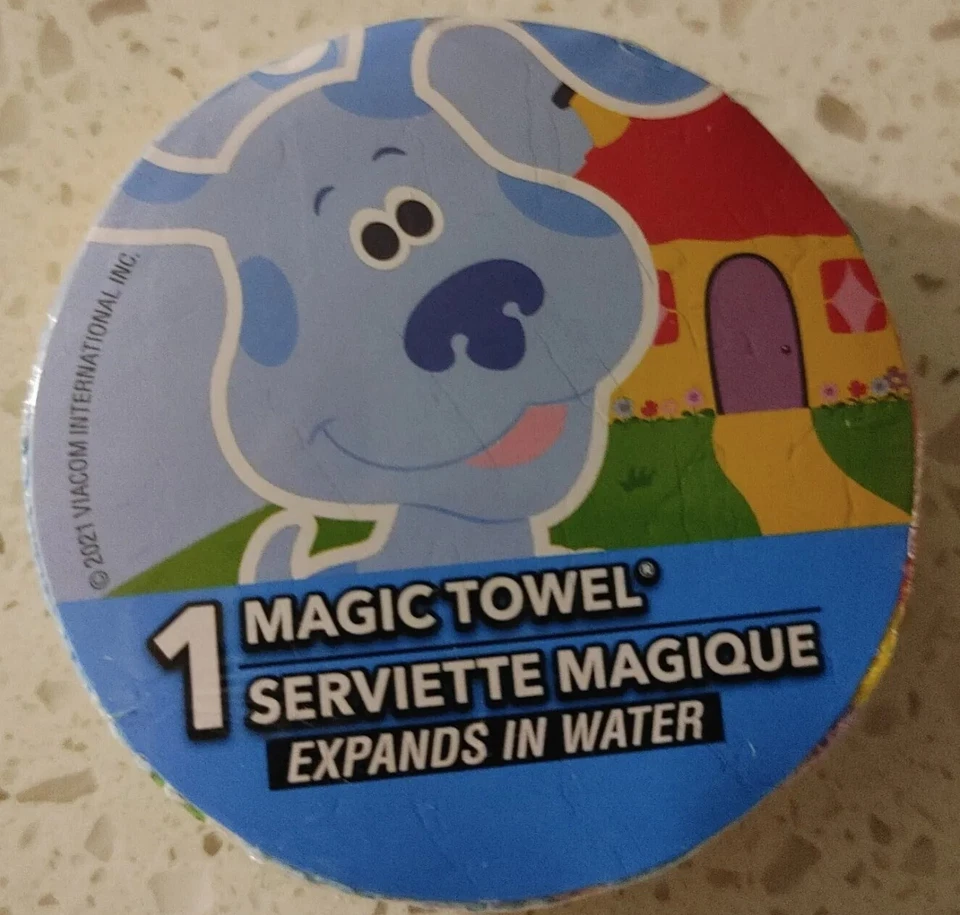 © 2021 VIACOM INTERNATIONAL INC.
1 MAGIC TOWEL®
SERVIETTE MAGIQUE
EXPANDS IN WATER